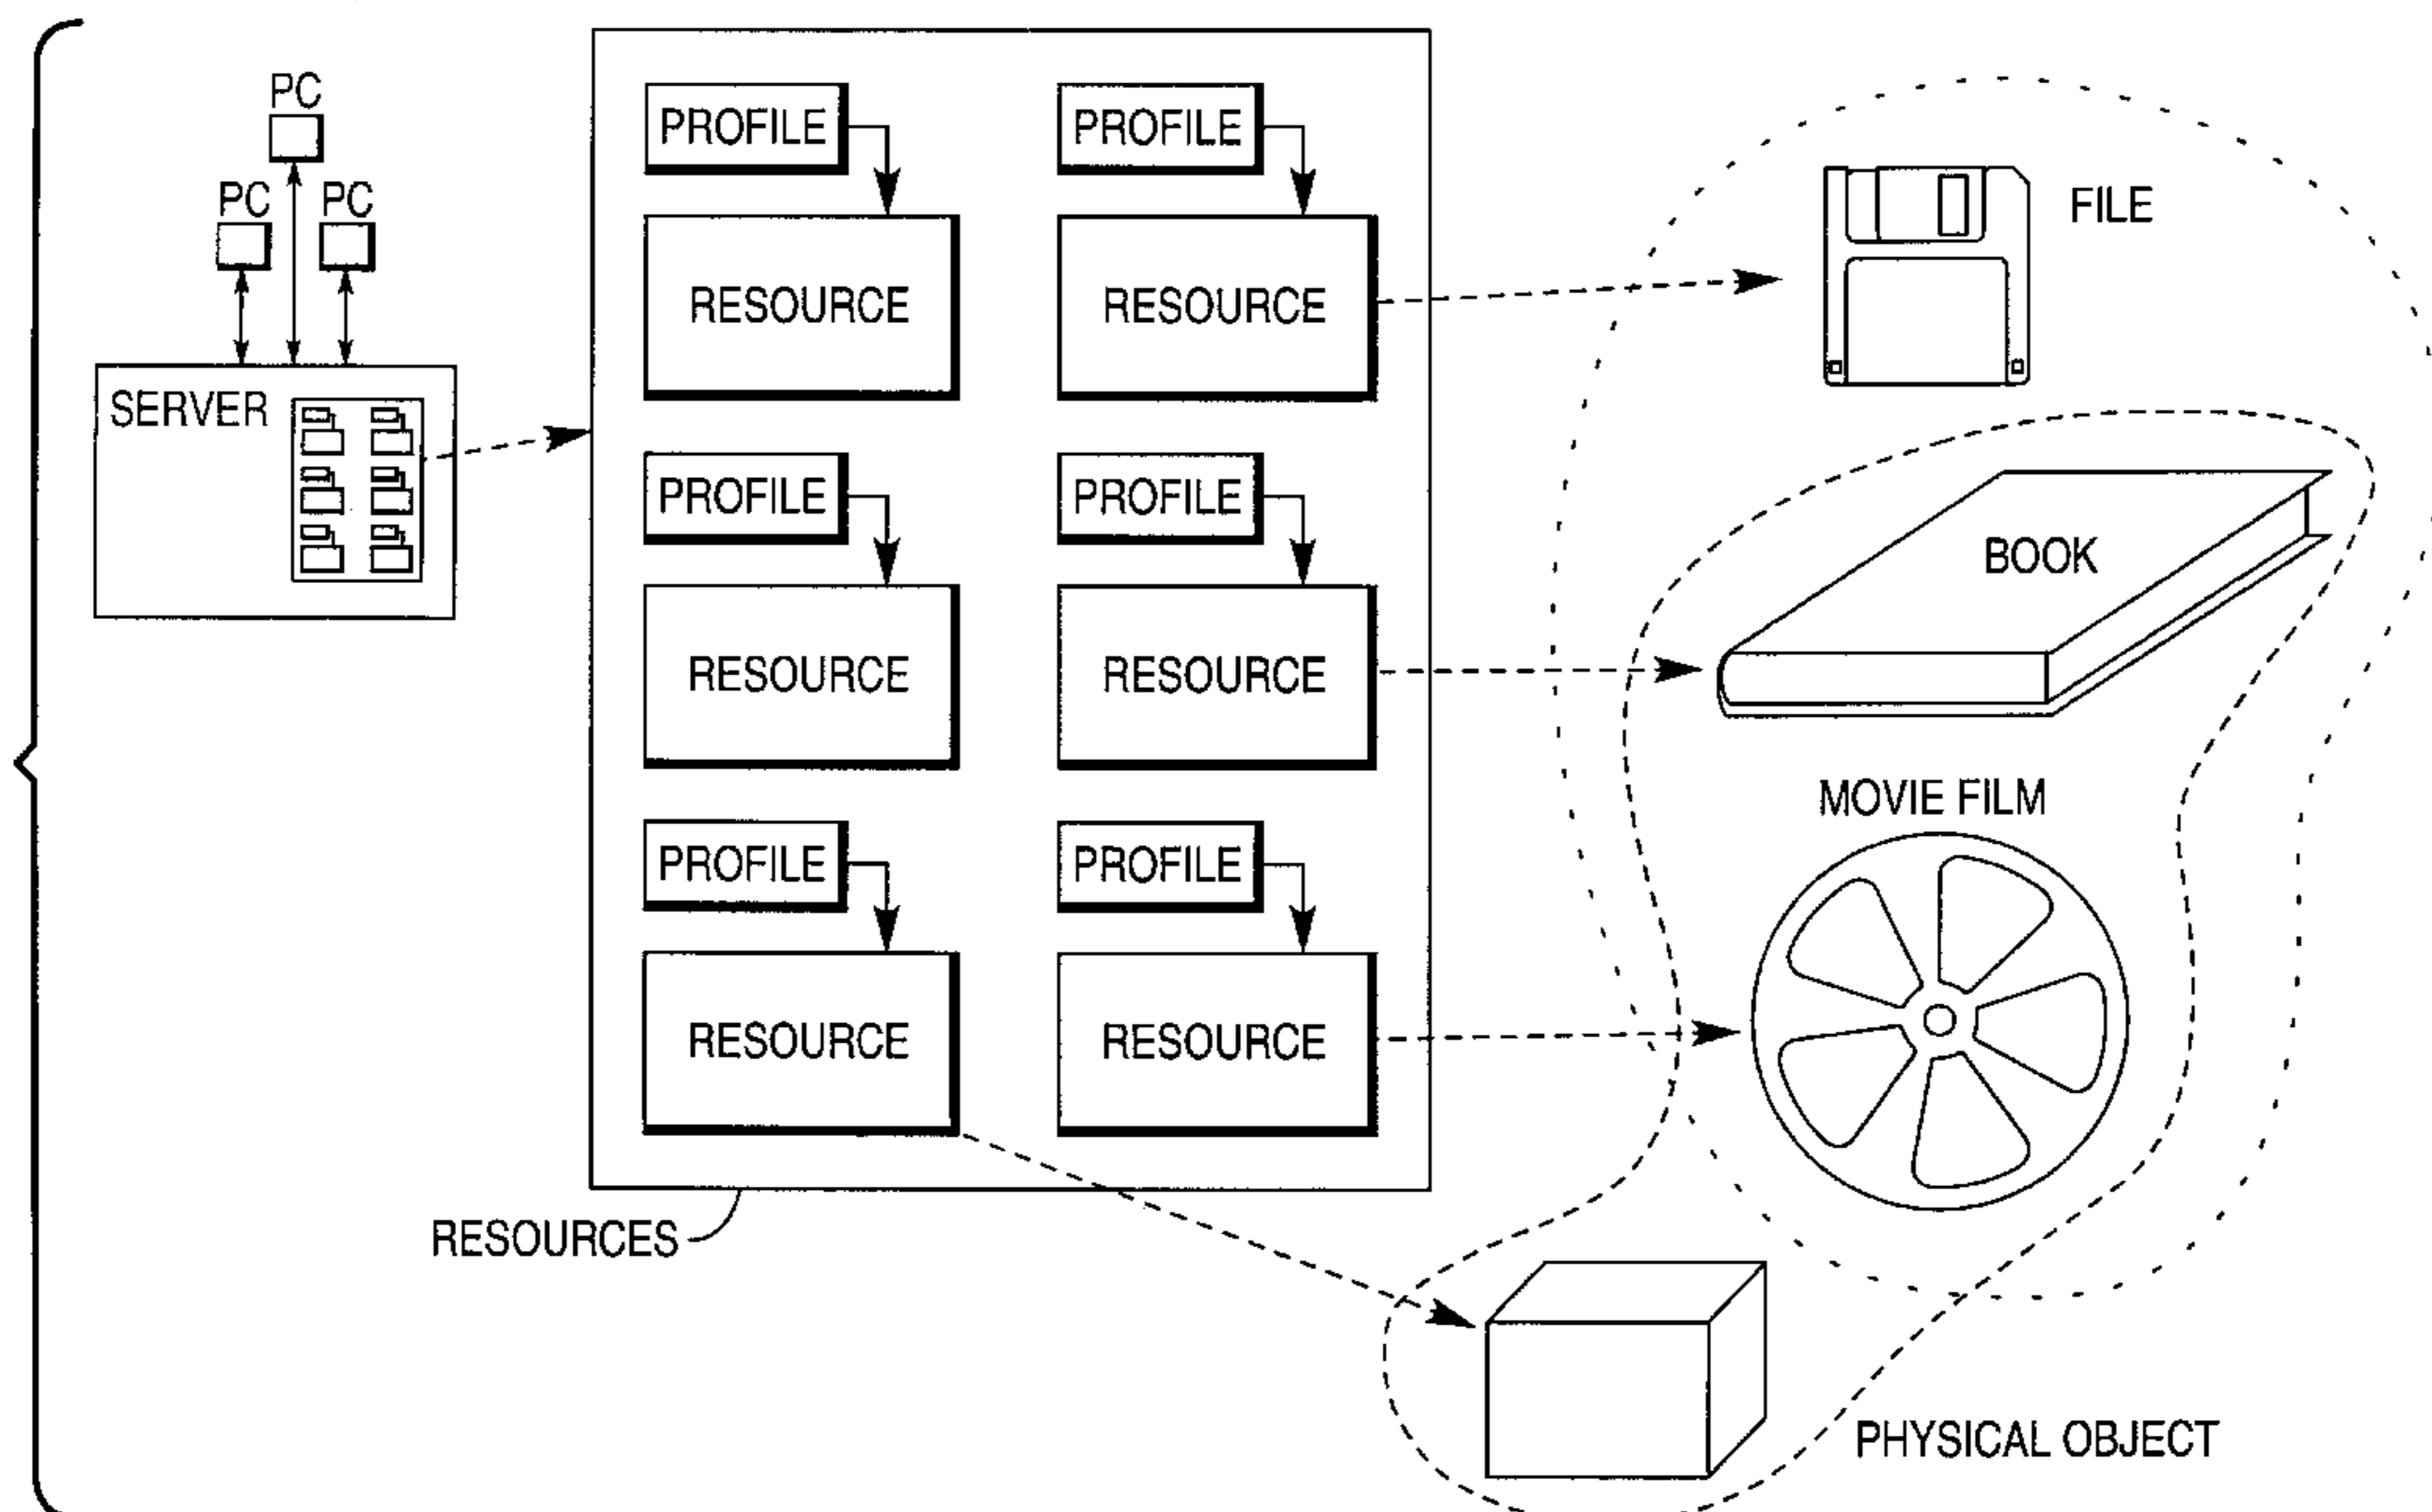 PC
PC PC
SERVER
PROFILE PROFILE
RESOURCE RESOURCE
PROFILE PROFILE
RESOURCE RESOURCE
PROFILE PROFILE
RESOURCE RESOURCE
RESOURCES
FILE
BOOK
MOVIE FILM
PHYSICAL OBJECT